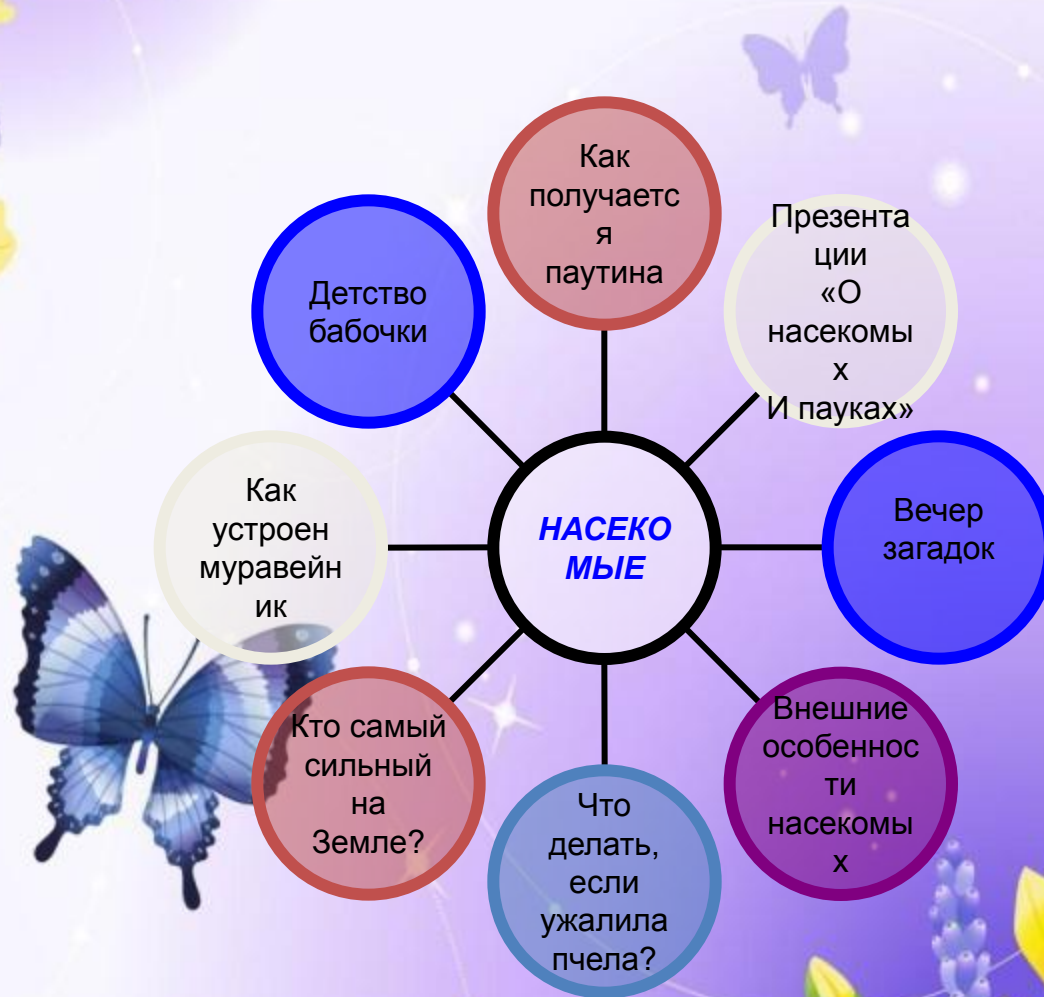 Как
получаетс
я
паутина
Презента
ции
«О
насекомы
х
И пауках»
Вечер
загадок
Внешние
особеннос
ти
насекомы
х
Что
делать,
если
ужалила
пчела?
Кто самый
сильный
на
Земле?
Как
устроен
муравейн
ик
Детство
бабочки
НАСЕКО
МЫЕ